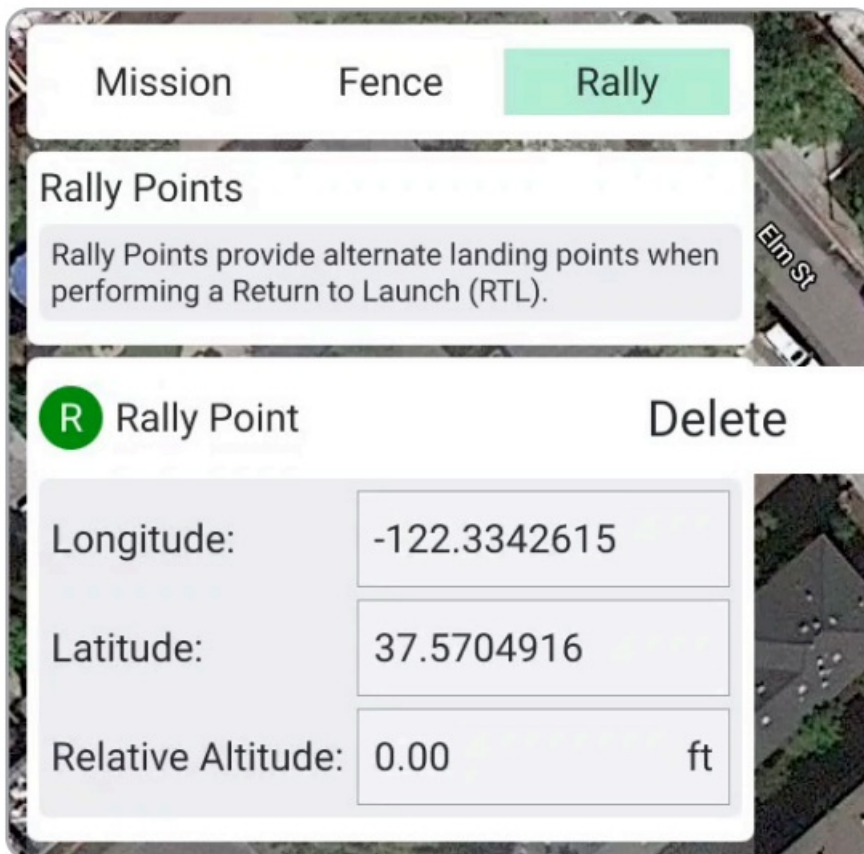 Mission Fence Rally
Rally Points
Rally Points provide alternate landing points when
performing a Return to Launch (RTL).
Elm St
R Rally Point Delete
Longitude: -122.3342615
Latitude: 37.5704916
Relative Altitude: 0.00 ft